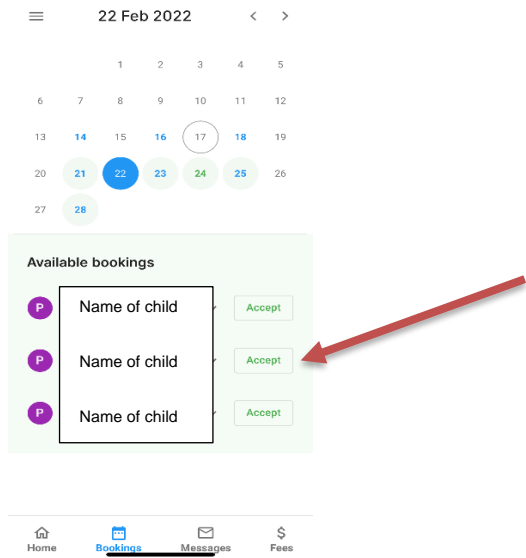 22 Feb 2022 < >
1 2 3 4 5
6 7 8 9 10 11 12
13 14 15 16 17 18 19
20 21 22 23 24 25 26
27 28
Available bookings
P Name of child Accept
P Name of child Accept
P Name of child Accept
Home Bookings Messages Fees